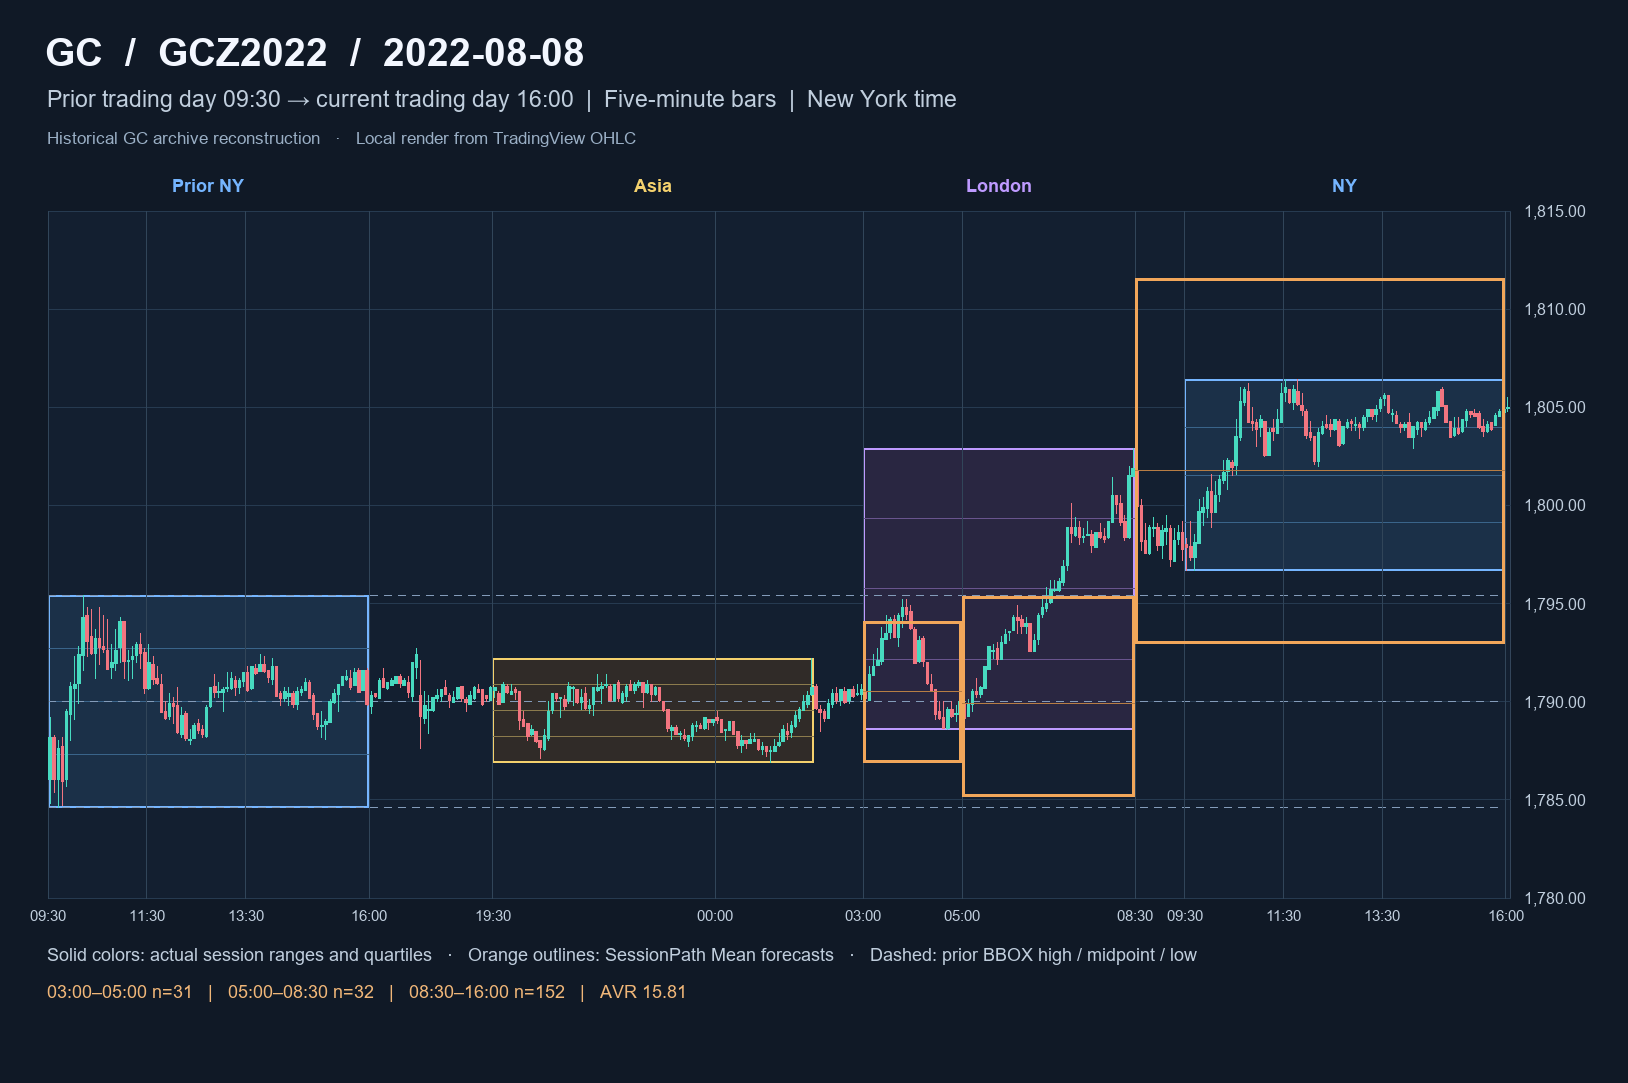 GC / GCZ2022 / 2022-08-08
Prior trading day 09:30 → current trading day 16:00 | Five-minute bars | New York time
Historical GC archive reconstruction · Local render from TradingView OHLC
Prior NY Asia London NY
1,815.00
1,810.00
1,805.00
1,800.00
1,795.00
1,790.00
1,785.00
1,780.00
09:30 11:30 13:30 16:00 19:30 00:00 03:00 05:00 08:30 09:30 11:30 13:30 16:00
Solid colors: actual session ranges and quartiles · Orange outlines: SessionPath Mean forecasts · Dashed: prior BBOX high / midpoint / low
03:00–05:00 n=31 | 05:00–08:30 n=32 | 08:30–16:00 n=152 | AVR 15.81